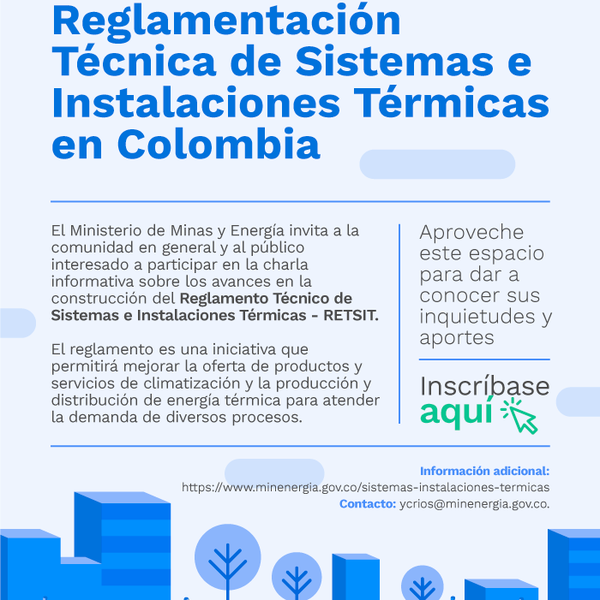 Reglamentación
Técnica de Sistemas e
Instalaciones Térmicas
en Colombia
El Ministerio de Minas y Energía invita a la
comunidad en general y al público
interesado a participar en la charla
informativa sobre los avances en la
construcción del Reglamento Técnico de
Sistemas e Instalaciones Térmicas - RETSIT.
El reglamento es una iniciativa que
permitirá mejorar la oferta de productos y
servicios de climatización y la producción y
distribución de energía térmica para atender
la demanda de diversos procesos.
Aproveche
este espacio
para dar a
conocer sus
inquietudes y
aportes
Inscríbase
aquí
Información adicional:
https://www.minenergia.gov.co/sistemas-instalaciones-termicas
Contacto: ycrios@minenergia.gov.co.